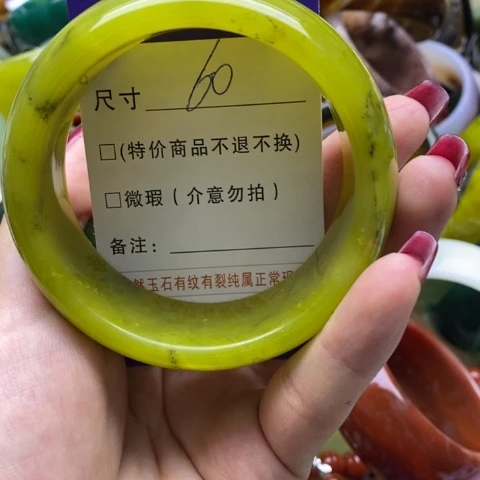 尺寸 60
□(特价商品不退不换)
□微瑕(介意勿拍)
备注:
然玉石有纹有裂纯属正常现